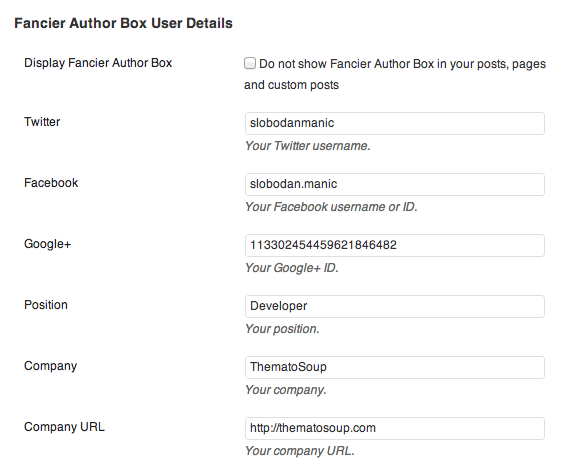 Fancier Author Box User Details
Display Fancier Author Box
Do not show Fancier Author Box in your posts, pages
and custom posts
Twitter
slobodanmanic
Your Twitter username.
Facebook
slobodan.manic
Your Facebook username or ID.
Google+
113302454459621846482
Your Google+ ID.
Position
Developer
Your position.
Company
ThematoSoup
Your company.
Company URL
http://thematosoup.com
Your company URL.